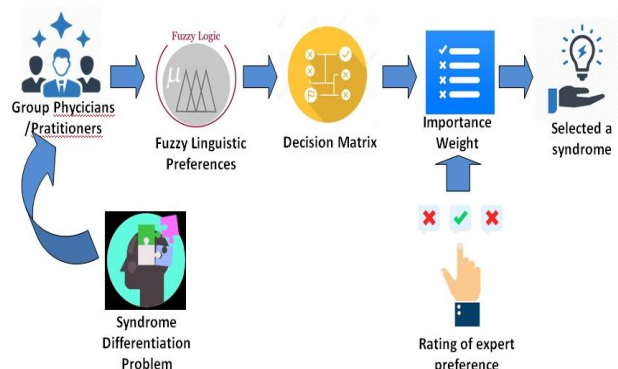 Group Phycicians
/Pratitioners
Fuzzy Logic
μ
Fuzzy Linguistic
Preferences
Decision Matrix
Importance
Weight
Selected a
syndrome
Syndrome
Differentiation
Problem
Rating of expert
preference